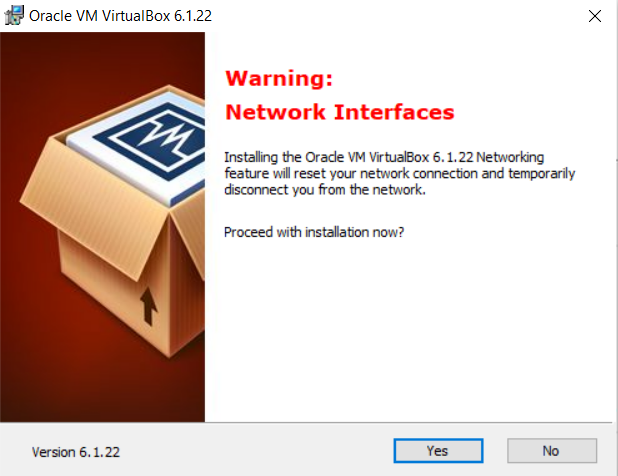 Oracle VM VirtualBox 6.1.22
Warning:
Network Interfaces
Installing the Oracle VM VirtualBox 6.1.22 Networking
feature will reset your network connection and temporarily
disconnect you from the network.
Proceed with installation now?
Version 6.1.22
Yes
No